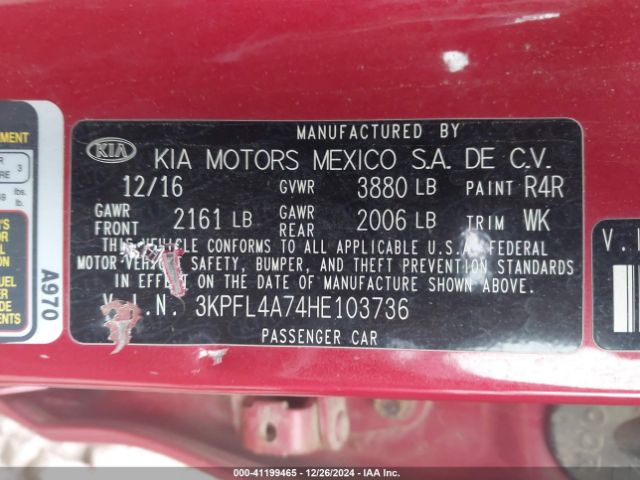 MANUFACTURED BY
KIA KIA MOTORS MEXICO S.A. DE C.V.
12/16 GVWR 3880 LB PAINT R4R
GAWR FRONT 2161 LB GAWR REAR 2006 LB TRIM WK
THIS VEHICLE CONFORMS TO ALL APPLICABLE U.S.A. FEDERAL
MOTOR VEHICLE SAFETY, BUMPER, AND THEFT PREVENTION STANDARDS
IN EFFECT ON THE DATE OF MANUFACTURE SHOWN ABOVE.
V.I.N. 3KPFL4A74HE103736
PASSENGER CAR
A970
000-41199465 - 12/26/2024 - IAAI.COM